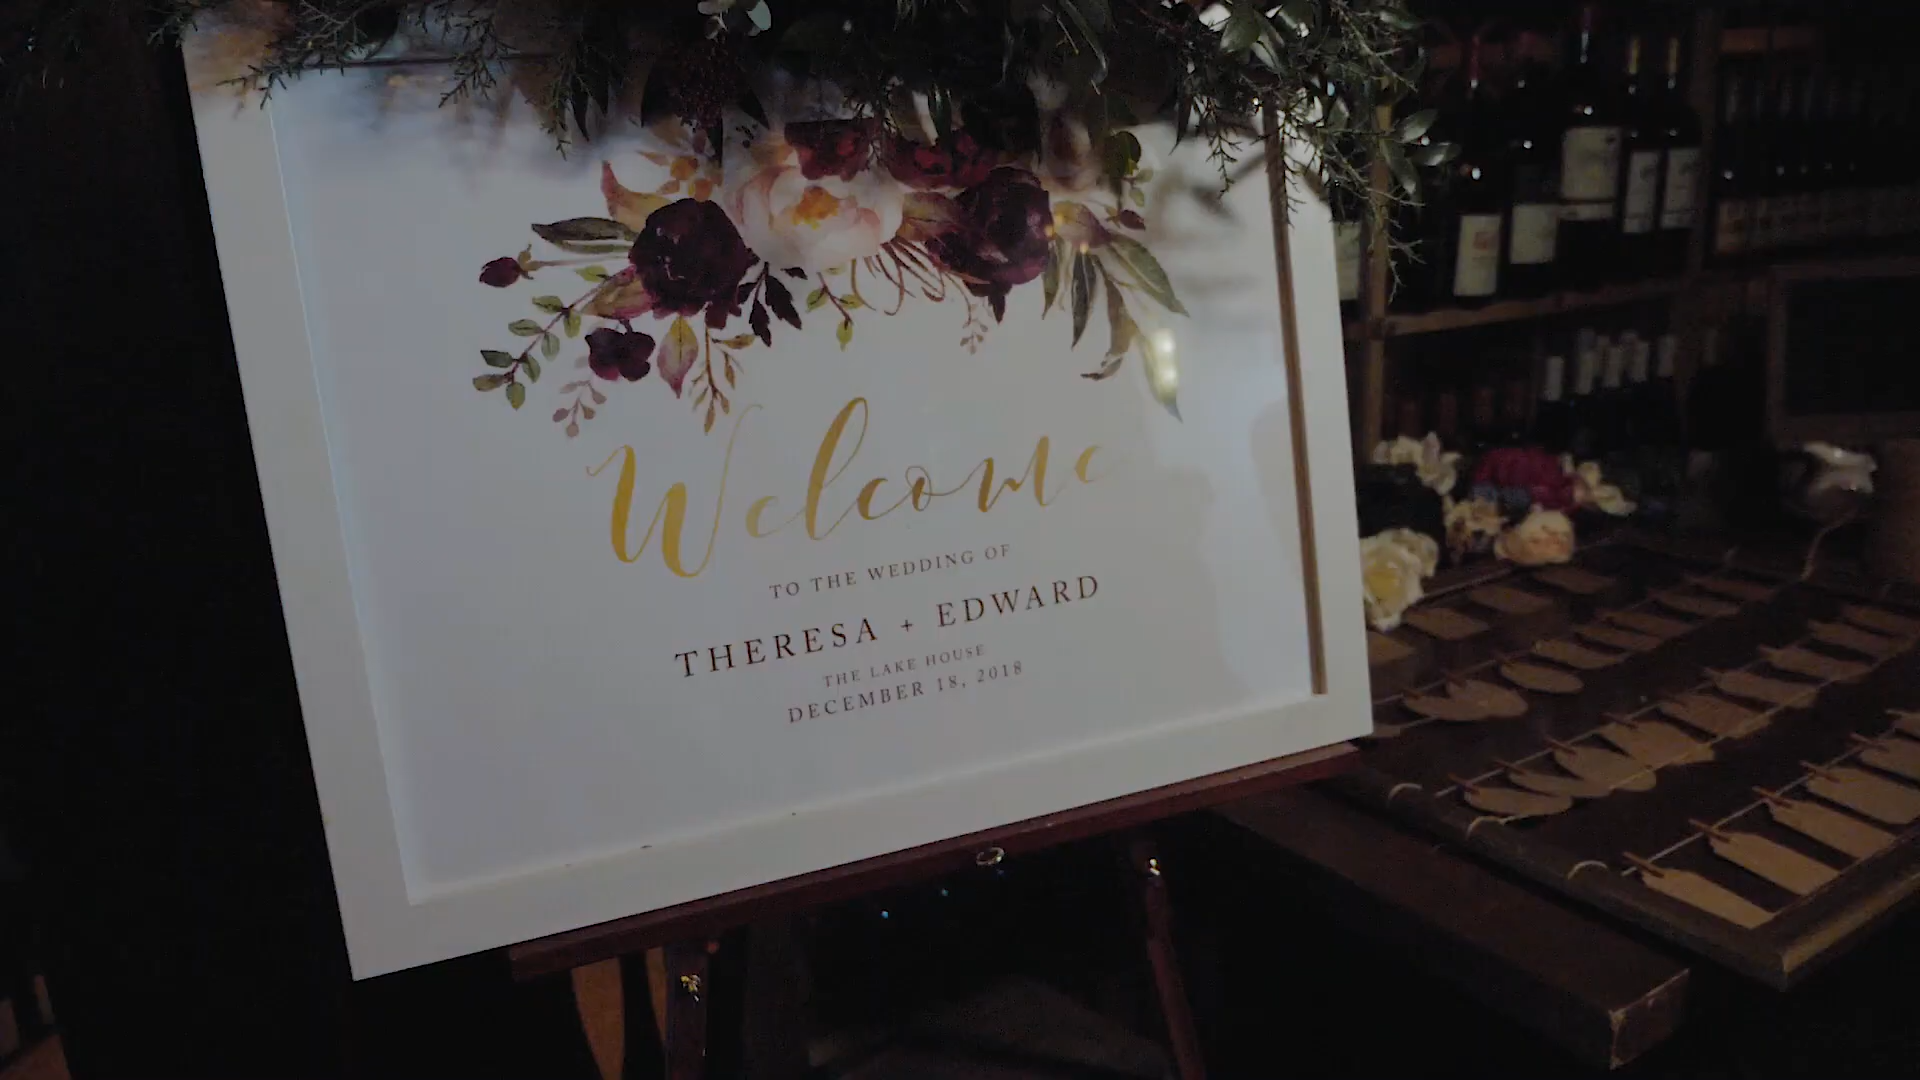 Welcome
TO THE WEDDING OF
THERESA + EDWARD
THE LAKE HOUSE
DECEMBER 18, 2018